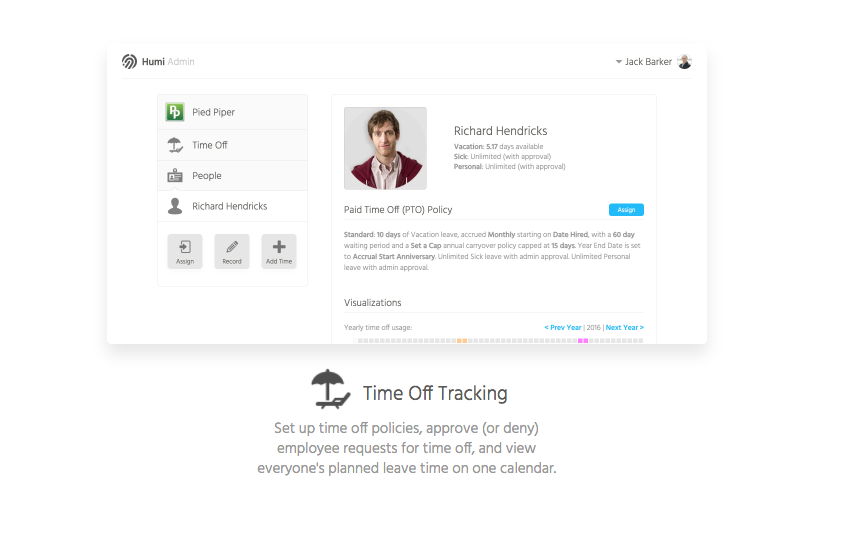 Humi Admin
Jack Barker
Pied Piper
Time Off
People
Richard Hendricks
Assign
Record
Add Time
Richard Hendricks
Vacation: 5.17 days available
Sick: Unlimited (with approval)
Personal: Unlimited (with approval)
Paid Time Off (PTO) Policy
Assign
Standard: 10 days of Vacation leave, accrued Monthly starting on Date Hired, with a 60 day
waiting period and a Set a Cap annual carryover policy capped at 15 days. Year End Date is set
to Accrual Start Anniversary. Unlimited Sick leave with admin approval. Unlimited Personal
leave with admin approval.
Visualizations
Yearly time off usage:
< Prev Year | 2016 | Next Year >
Time Off Tracking
Set up time off policies, approve (or deny)
employee requests for time off, and view
everyone's planned leave time on one calendar.